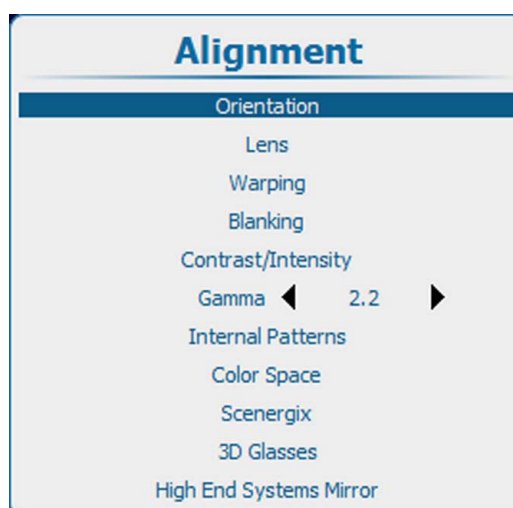 Alignment
Orientation
Lens
Warping
Blanking
Contrast/Intensity
Gamma 2.2
Internal Patterns
Color Space
Scenergix
3D Glasses
High End Systems Mirror